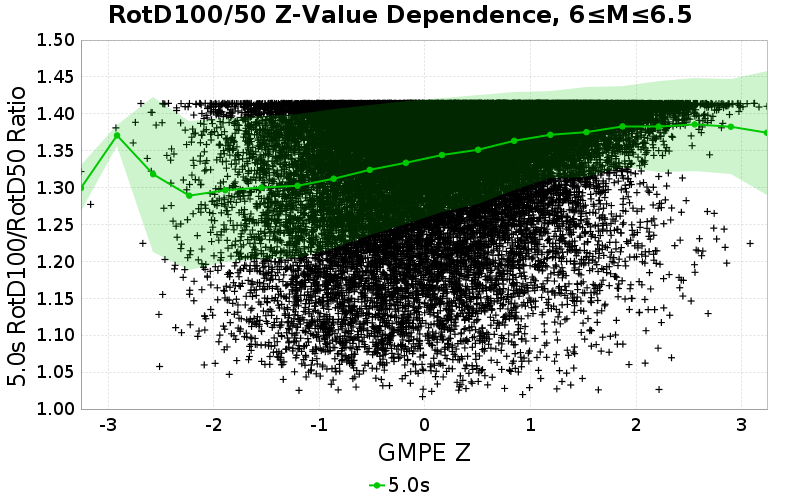 RotD100/50 Z-Value Dependence, 6≤M≤6.5
5.0s RotD100/RotD50 Ratio
1.50
1.45
1.40
1.35
1.30
1.25
1.20
1.15
1.10
1.05
1.00
-3 -2 -1 0 1 2 3
GMPE Z
5.0s